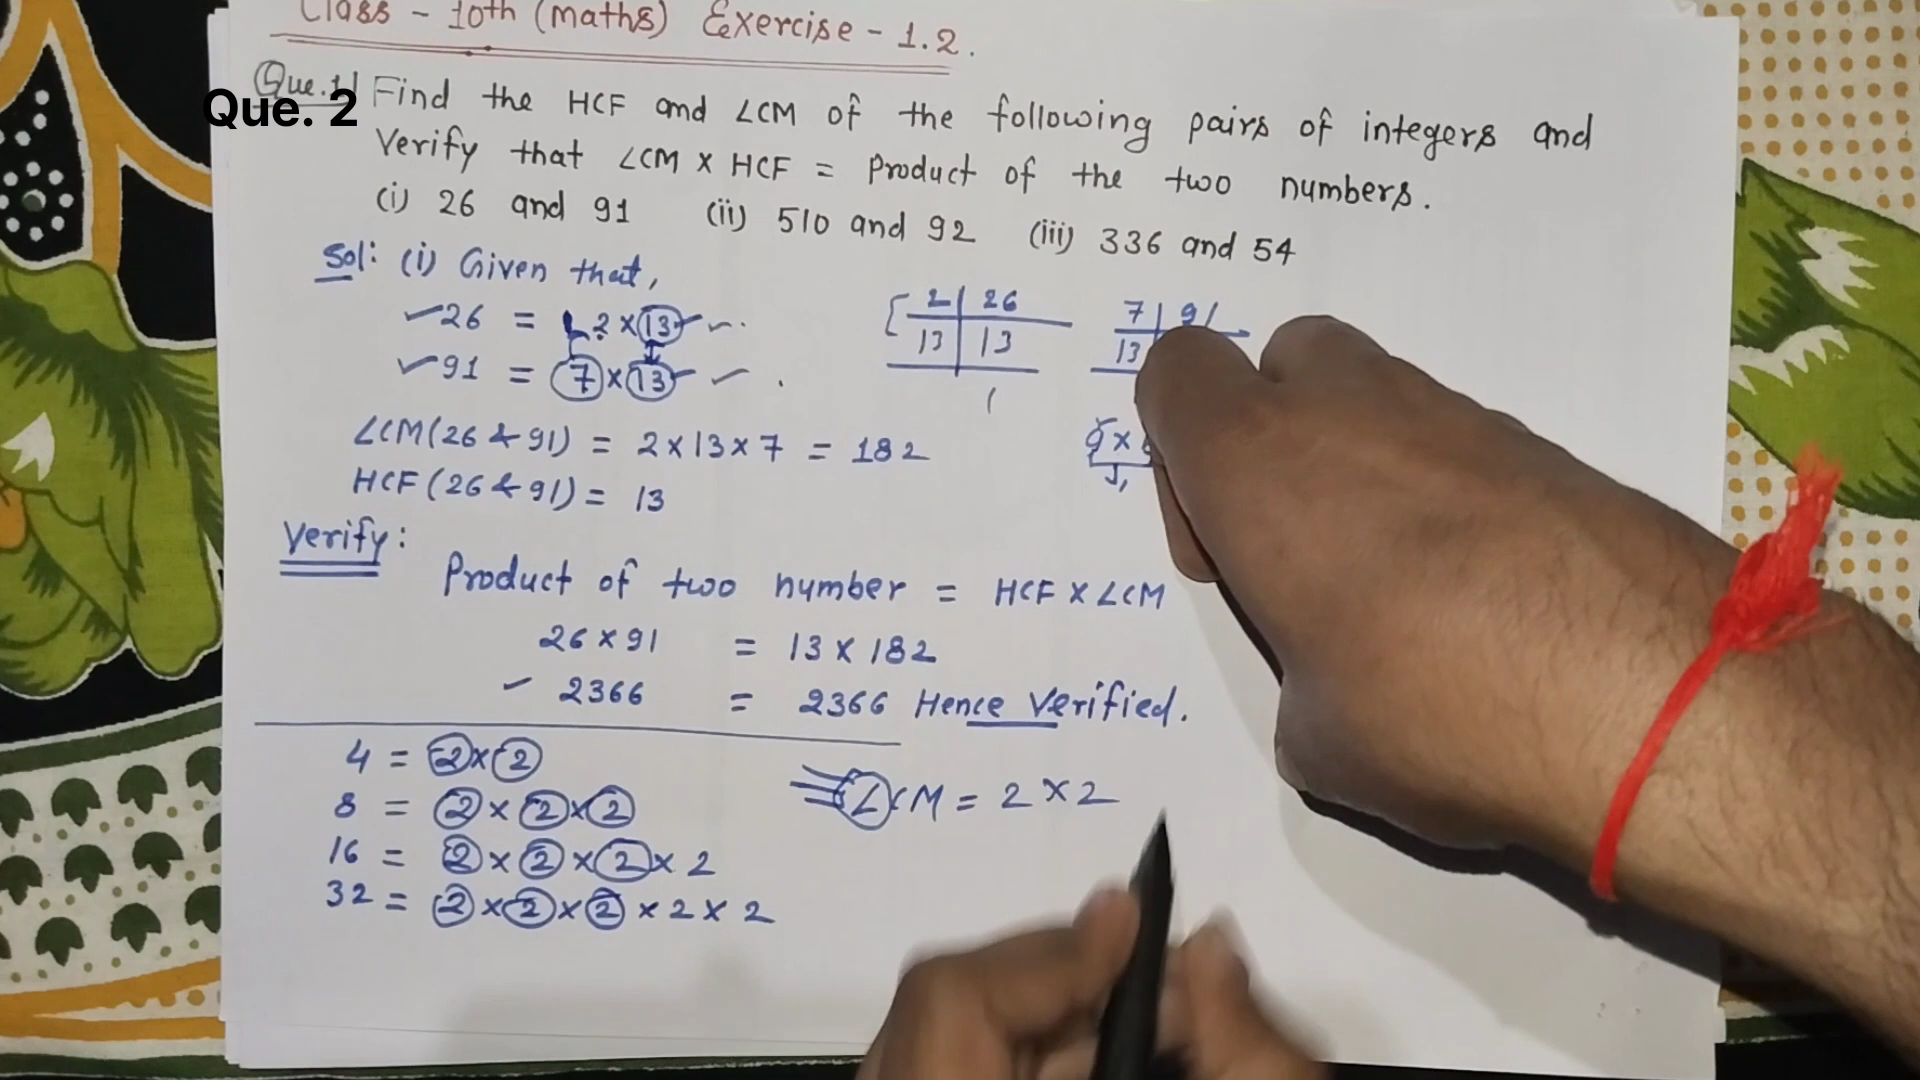 Class - 10th (maths) Exercise - 1.2.
Que. 1
Que. 2
Find the HCF and LCM of the following pairs of integers and
Verify that LCM × HCF = Product of the two numbers.
(i) 26 and 91 (ii) 510 and 92 (iii) 336 and 54
Sol: (i) Given that,
26 = 2 × 13
91 = 7 × 13
2 | 26
13 | 13
1
7 | 91
13
LCM (26 & 91) = 2 × 13 × 7 = 182
HCF (26 & 91) = 13
Verify:
Product of two number = HCF × LCM
26 × 91 = 13 × 182
2366 = 2366 Hence Verified.
4 = 2 × 2
8 = 2 × 2 × 2
16 = 2 × 2 × 2 × 2
32 = 2 × 2 × 2 × 2 × 2
LCM = 2 × 2